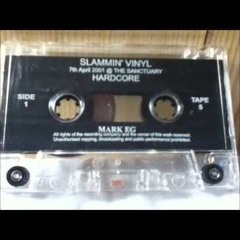 SLAMMIN' VINYL
7th April 2001 @ THE SANCTUARY
HARDCORE
SIDE
1
TAPE
5
MARK EG
All rights of the recording company and the owner of this work reserved.
Unauthorised copying, broadcasting and public performance prohibited.